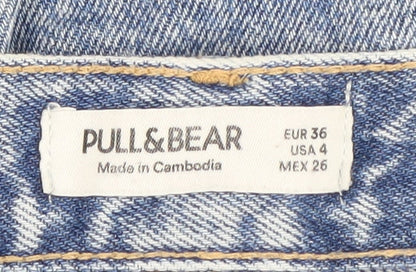 PULL&BEAR
Made in Cambodia
EUR 36
USA 4
MEX 26